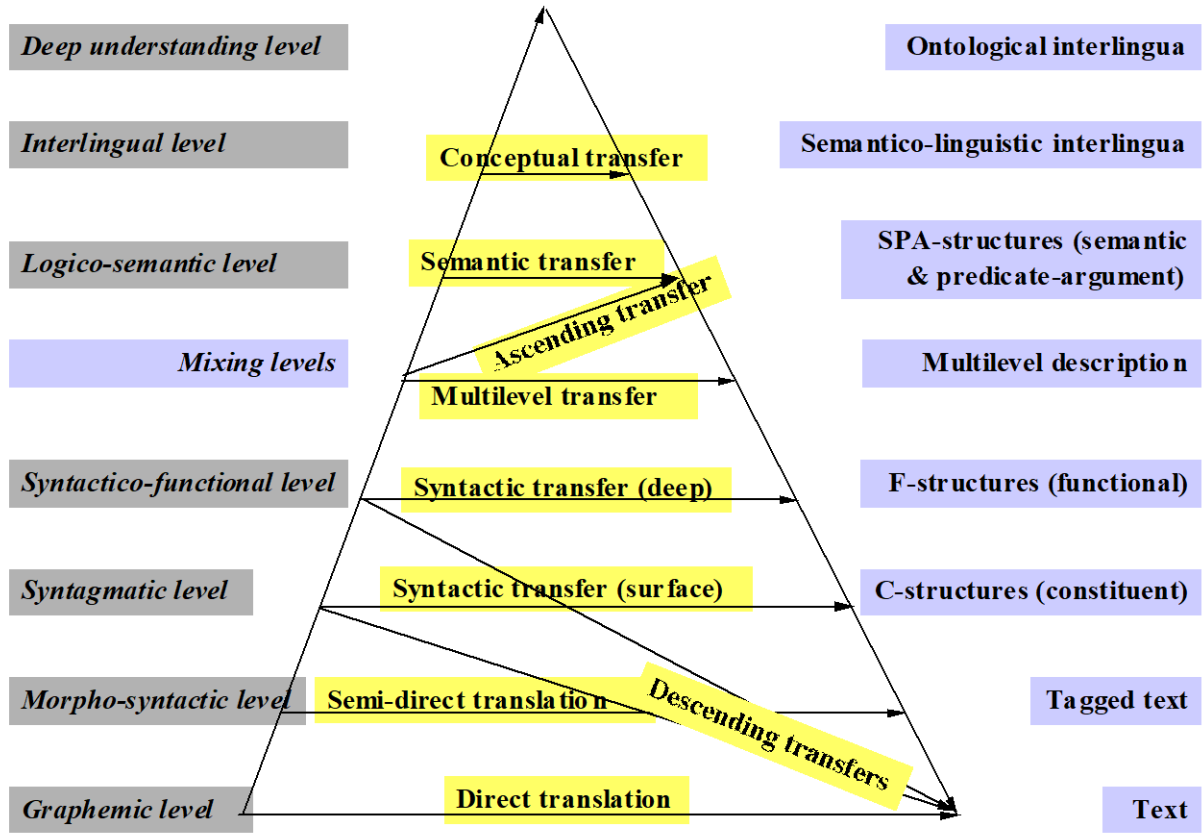 Deep understanding level
Ontological interlingua
Interlingual level
Conceptual transfer
Semantico-linguistic interlingua
Logico-semantic level
Semantic transfer
SPA-structures (semantic
& predicate-argument)
Ascending transfer
Mixing levels
Multilevel transfer
Multilevel description
Syntactico-functional level
Syntactic transfer (deep)
F-structures (functional)
Syntagmatic level
Syntactic transfer (surface)
C-structures (constituent)
Morpho-syntactic level
Semi-direct translation
Descending transfers
Tagged text
Graphemic level
Direct translation
Text